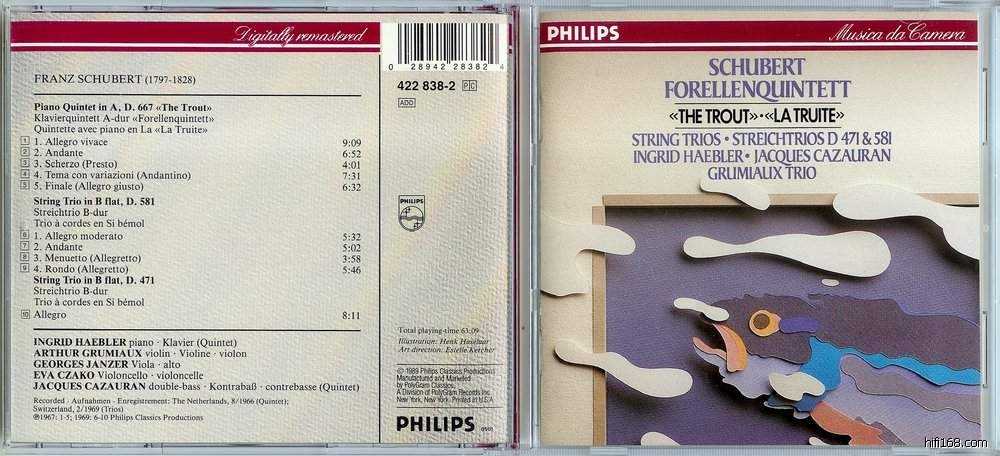 Digitally remastered
0 28942 28382 4
422 838-2 PC
ADD
FRANZ SCHUBERT (1797-1828)
Piano Quintet in A, D. 667 «The Trout»
Klavierquintett A-dur «Forellenquintett»
Quintette avec piano en La «La Truite»
1 1. Allegro vivace 9:09
2 2. Andante 6:52
3 3. Scherzo (Presto) 4:01
4 4. Tema con variazioni (Andantino) 7:31
5 5. Finale (Allegro giusto) 6:32
String Trio in B flat, D. 581
Streichtrio B-dur
Trio à cordes en Si bémol
6 1. Allegro moderato 5:32
7 2. Andante 5:02
8 3. Menuetto (Allegretto) 3:58
9 4. Rondo (Allegretto) 5:46
String Trio in B flat, D. 471
Streichtrio B-dur
Trio à cordes en Si bémol
10 Allegro 8:11
INGRID HAEBLER piano · Klavier (Quintet)
ARTHUR GRUMIAUX violin · Violine · violon
GEORGES JANZER Viola · alto
EVA CZAKO Violoncello · violoncelle
JACQUES CAZAURAN double-bass · Kontrabaß · contrebasse (Quintet)
Recorded · Aufnahmen · Enregistrement: The Netherlands, 8/1966 (Quintet);
Switzerland, 2/1969 (Trios)
℗1967: 1-5; 1969: 6-10 Philips Classics Productions
PHILIPS
Total playing-time 63:09
Illustration: Henk
Art direction: Estelle Kercher
© 1989 Philips Classics Productions
Manufactured and Marketed
by PolyGram Classics,
A Division of PolyGram Records Inc.
New York, New York. Printed in U.S.A.
PHILIPS
PHILIPS
Musica da Camera
SCHUBERT
FORELLENQUINTETT
«THE TROUT»·«LA TRUITE»
STRING TRIOS · STREICHTRIOS D 471 & 581
INGRID HAEBLER · JACQUES CAZAURAN
GRUMIAUX TRIO
hifi168.com